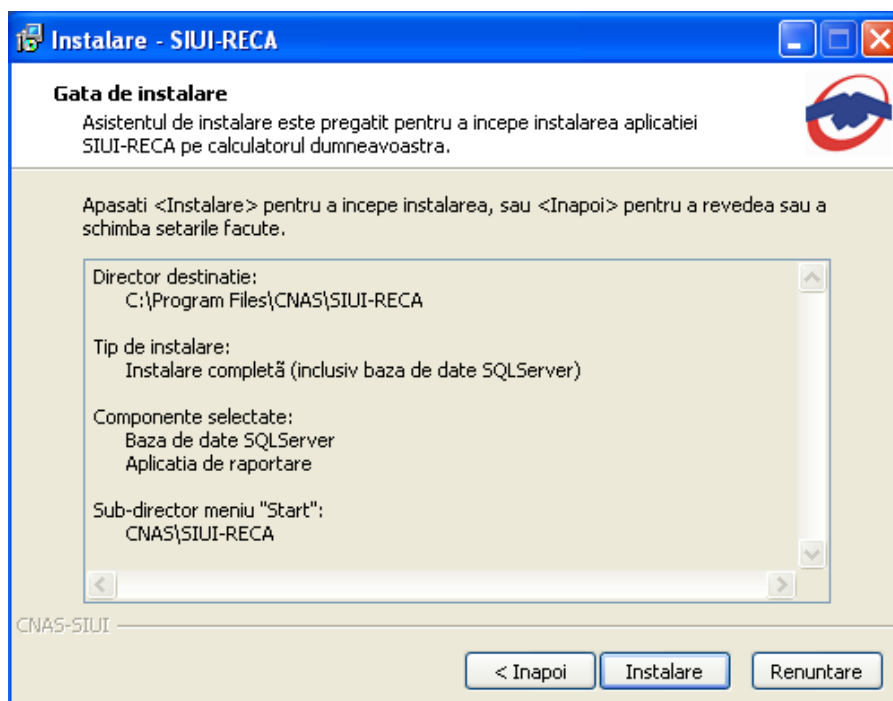 Instalare - SIUI-RECA
Gata de instalare
Asistentul de instalare este pregatit pentru a incepe instalarea aplicatiei
SIUI-RECA pe calculatorul dumneavoastra.
Apasati <Instalare> pentru a incepe instalarea, sau <Inapoi> pentru a revedea sau a
schimba setarile facute.
Director destinatie:
C:\Program Files\CNAS\SIUI-RECA
Tip de instalare:
Instalare completã (inclusiv baza de date SQLServer)
Componente selectate:
Baza de date SQLServer
Aplicatia de raportare
Sub-director meniu "Start":
CNAS\SIUI-RECA
CNAS-SIUI
< Inapoi Instalare Renuntare